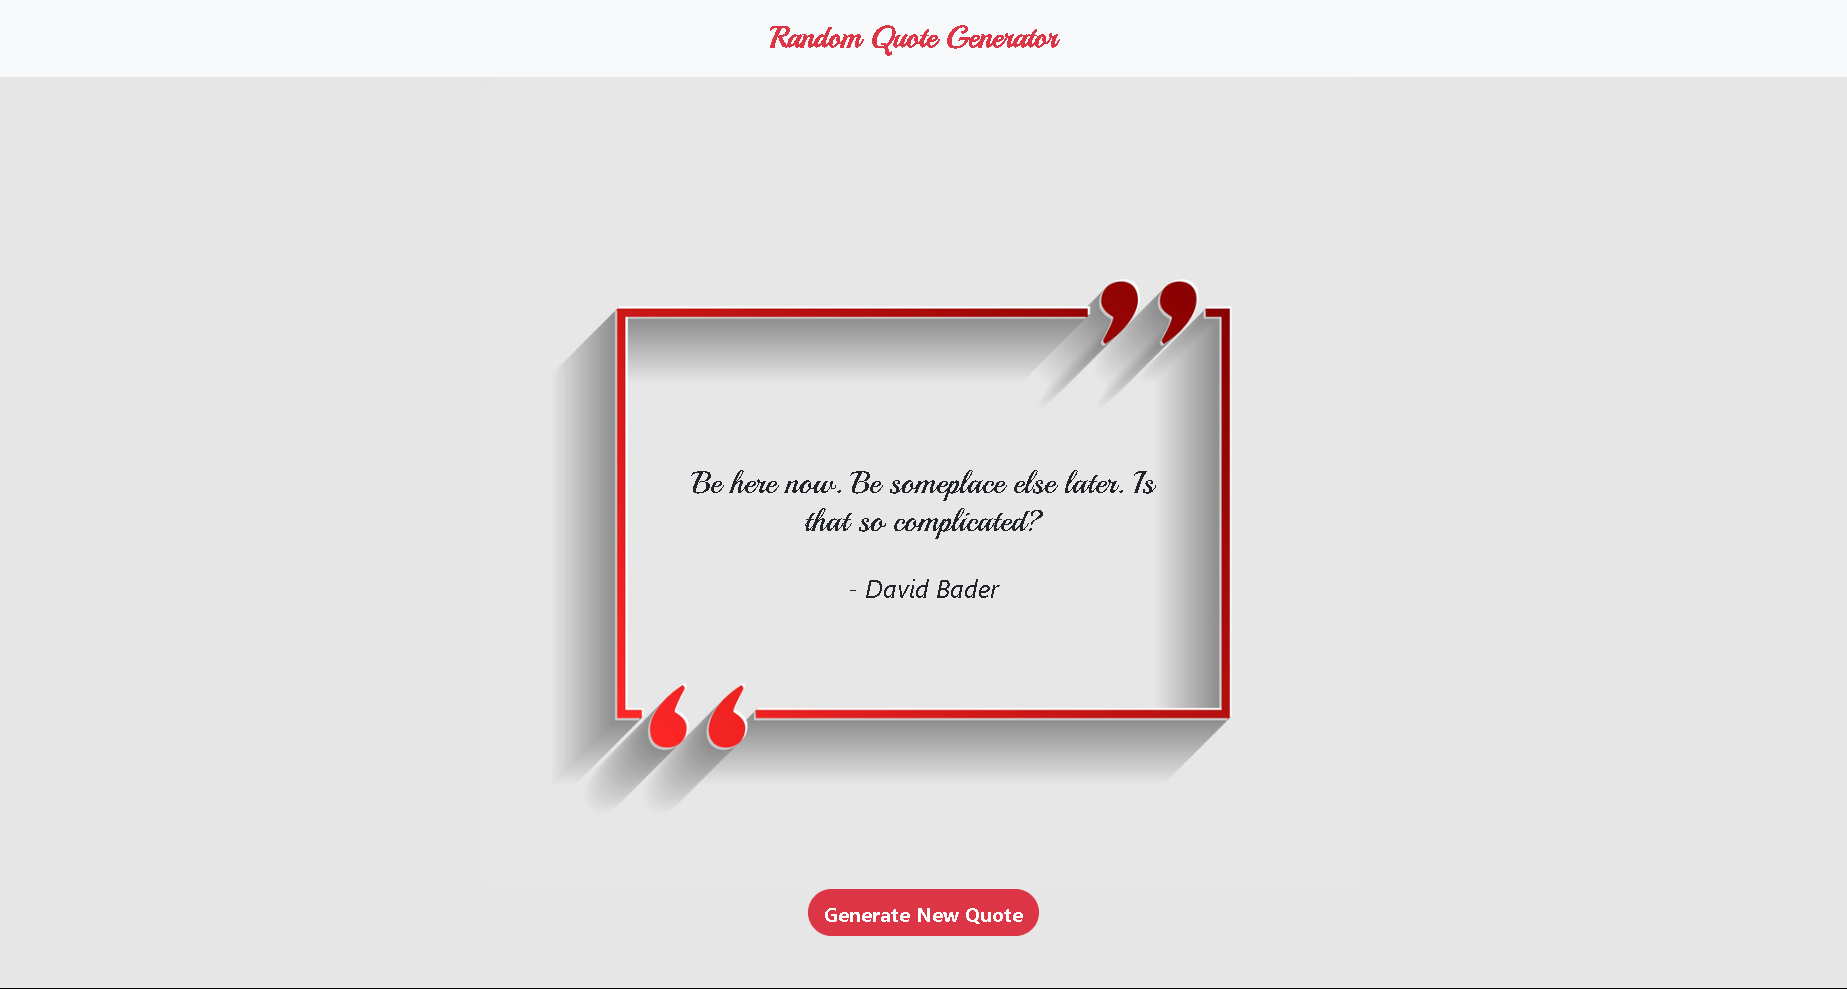 Random Quote Generator
Be here now. Be someplace else later. Is
that so complicated?
- David Bader
Generate New Quote